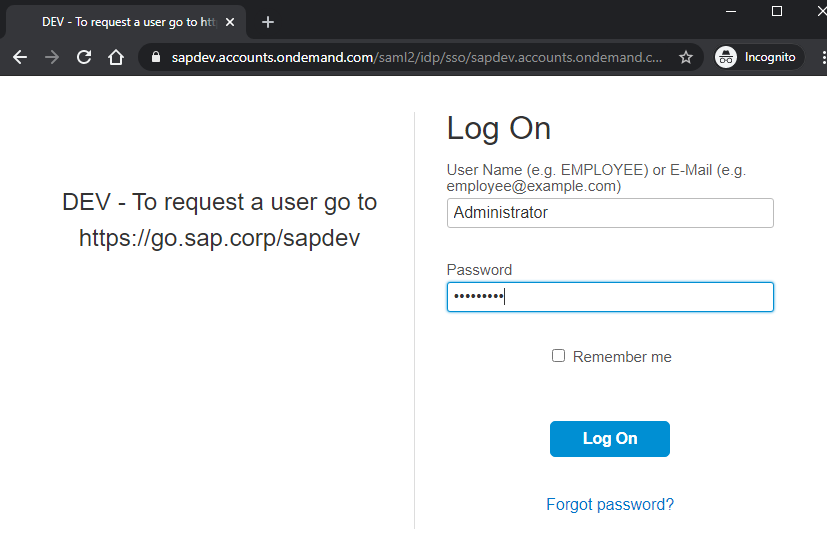 DEV - To request a user go to htt
sapdev.accounts.ondemand.com/saml2/idp/sso/sapdev.accounts.ondemand.c...
Incognito
DEV - To request a user go to
https://go.sap.corp/sapdev
Log On
User Name (e.g. EMPLOYEE) or E-Mail (e.g.
employee@example.com)
Administrator
Password
•••••••••
Remember me
Log On
Forgot password?